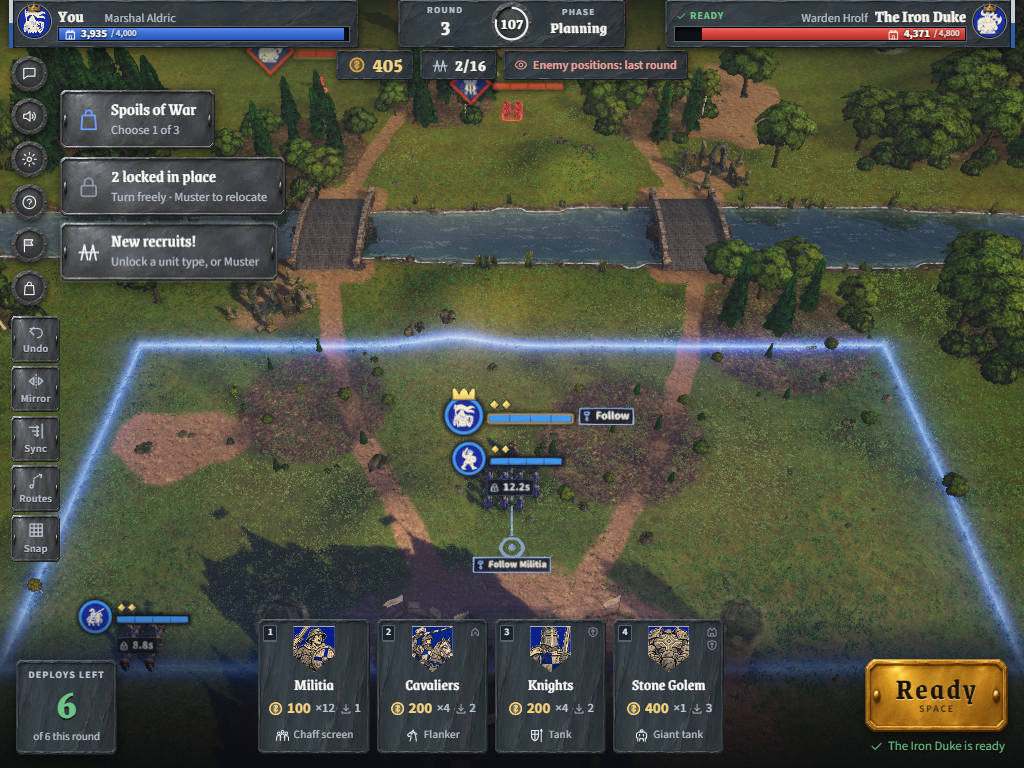 You
Marshal Aldric
3,935 / 4,000
ROUND
3
107
PHASE
Planning
READY
Warden Hrolf
The Iron Duke
4,371 / 4,800
405
2/16
Enemy positions: last round
Spoils of War
Choose 1 of 3
2 locked in place
Turn freely · Muster to relocate
New recruits!
Unlock a unit type, or Muster
Undo
Mirror
Sync
Routes
Snap
Follow
12.2s
Follow Militia
8.8s
DEPLOYS LEFT
6
of 6 this round
1
Militia
100 ×12 1
Chaff screen
2
Cavaliers
200 ×4 2
Flanker
3
Knights
200 ×4 2
Tank
4
Stone Golem
400 ×1 3
Giant tank
Ready
SPACE
The Iron Duke is ready